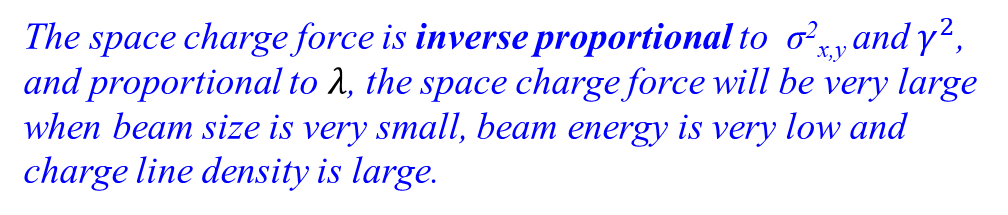 The space charge force is inverse proportional to σ²x,y and γ²,
and proportional to λ, the space charge force will be very large
when beam size is very small, beam energy is very low and
charge line density is large.